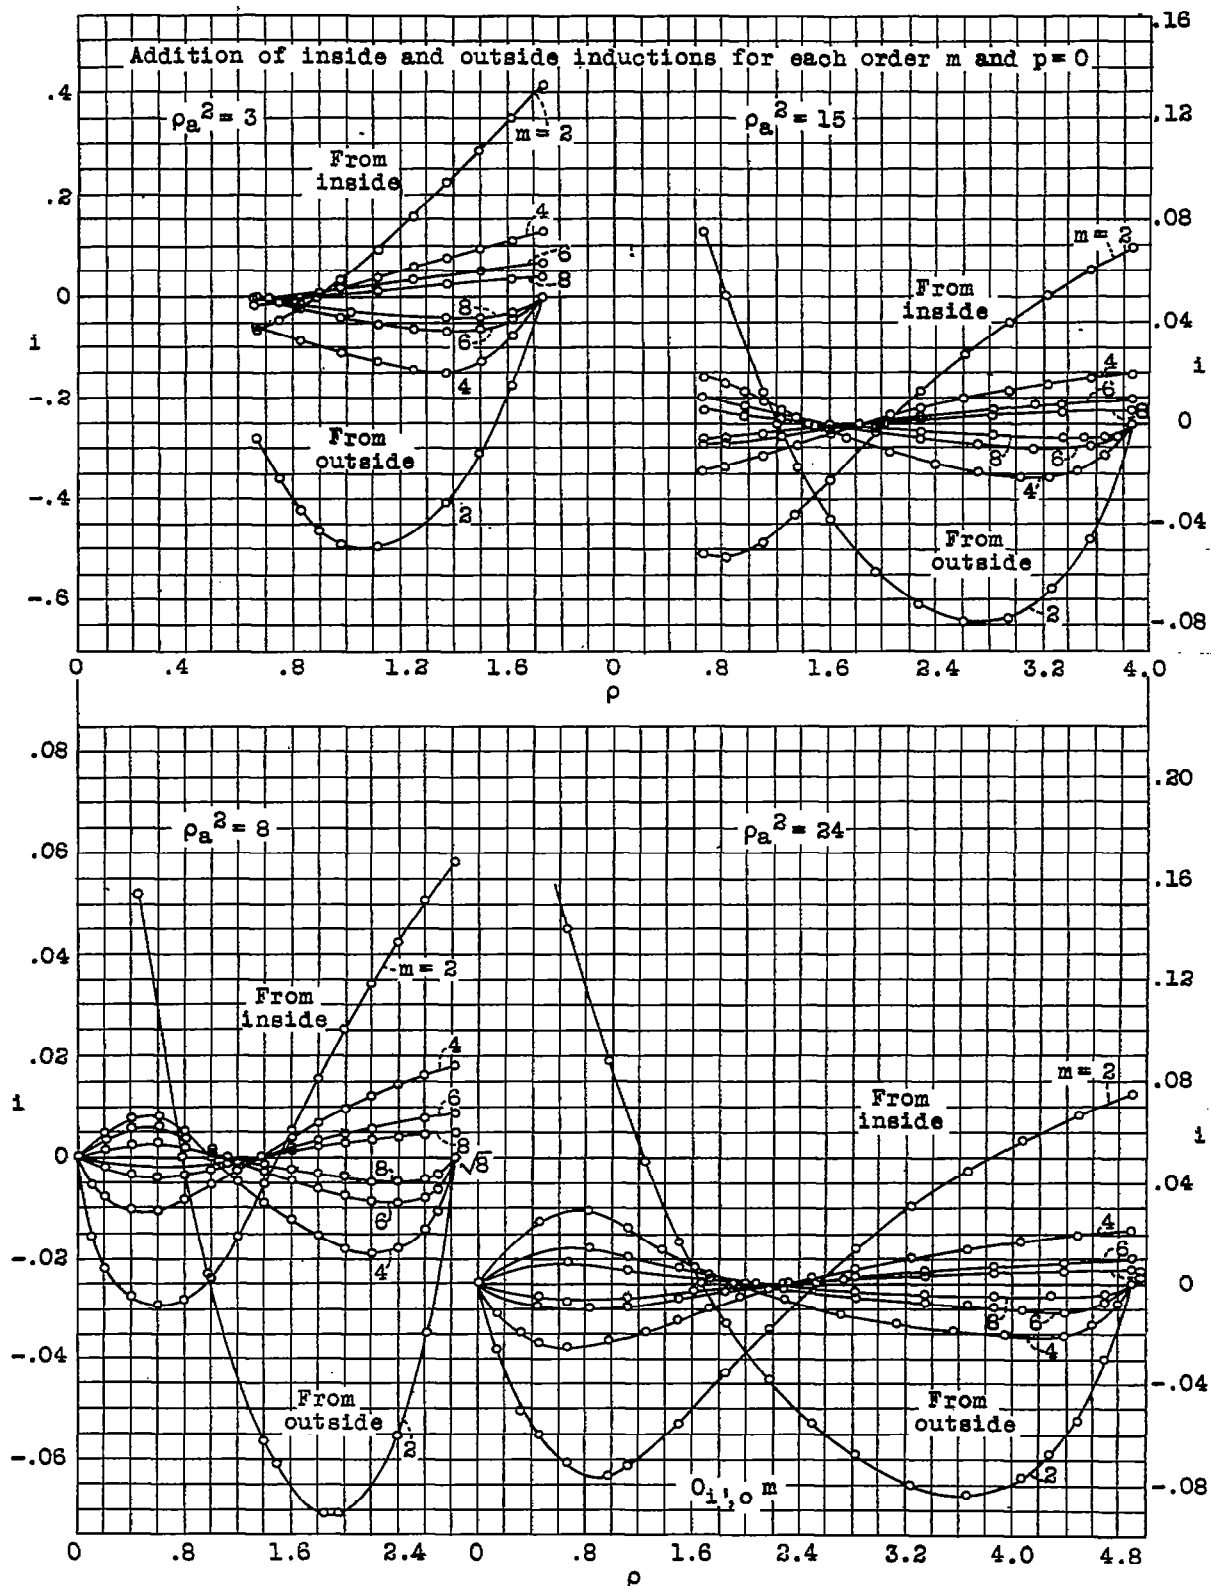 Addition of inside and outside inductions for each order m and p = 0
.16
.4
ρa² = 3
m = 2
ρa² = 15
.12
From
inside
.2
4
6
8
.08
m = 2
0
From
inside
i
8
6
4
.04
4
6
8
i
-.2
0
From
outside
8
6
4
-.4
2
From
outside
-.04
-.6
2
-.08
0
.4
.8
1.2
1.6
0
1.6
2.4
3.2
4.0
ρ
.08
.20
ρa² = 8
ρa² = 24
.06
.16
.04
m = 2
.12
From
inside
.02
4
m = 2
.08
i
6
From
inside
i
0
8
√8
8
.04
6
4
-.02
4
6
8
0
8
6
4
-.04
From
outside
From
outside
-.04
2
-.06
2
Oi',o m
-.08
0
.8
1.6
2.4
0
.8
1.6
2.4
3.2
4.0
4.8
ρ